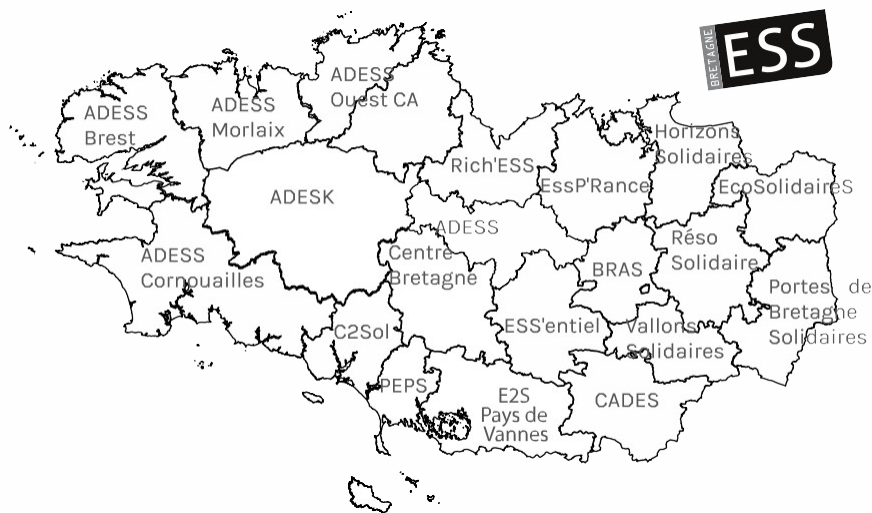 BRETAGNE
ESS
ADESS
Ouest CA
ADESS
Brest
ADESS
Morlaix
Horizons
Solidaires
Rich'ESS
EssP'Rance
EcoSolidaireS
ADESK
ADESS
Centre
Bretagne
ADESS
Cornouailles
BRAS
Réso
Solidaire
Portes de
Bretagne
Solidaires
C2Sol
ESS'entiel
Vallons
Solidaires
PEPS
E2S
Pays de
Vannes
CADES